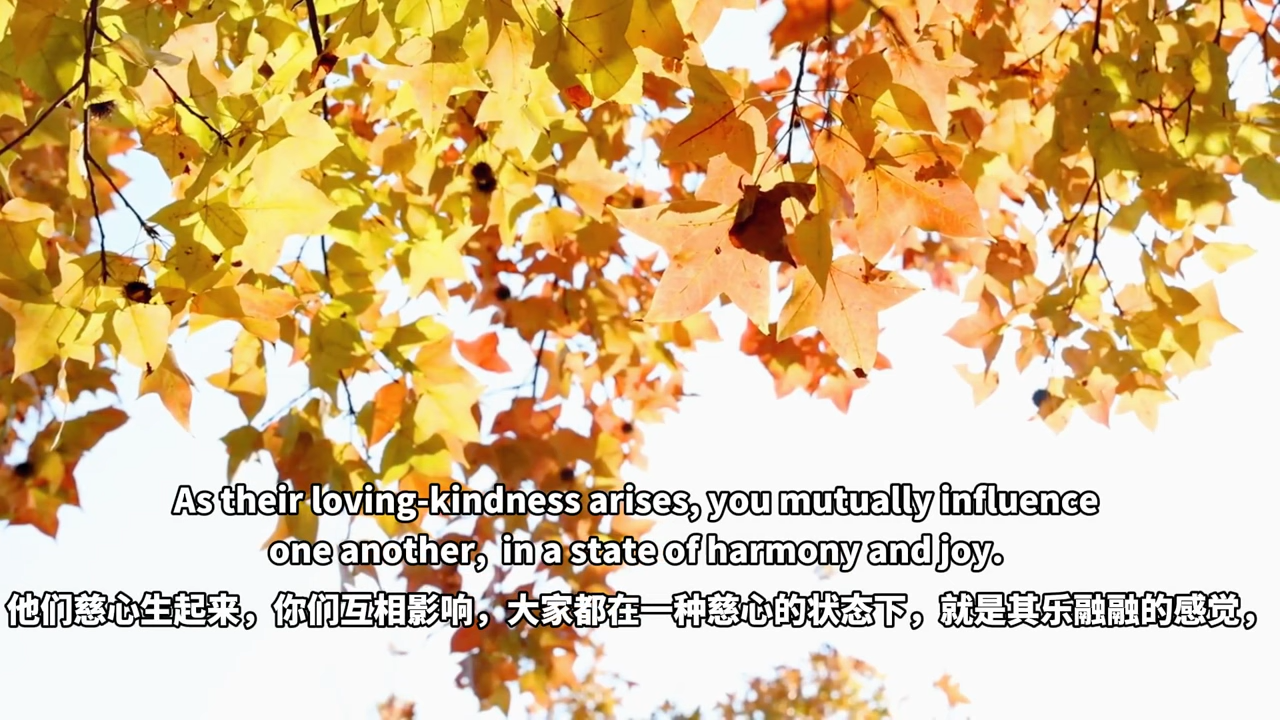 As their loving-kindness arises, you mutually influence
one another, in a state of harmony and joy.
他们慈心生起来，你们互相影响，大家都在一种慈心的状态下，就是其乐融融的感觉，